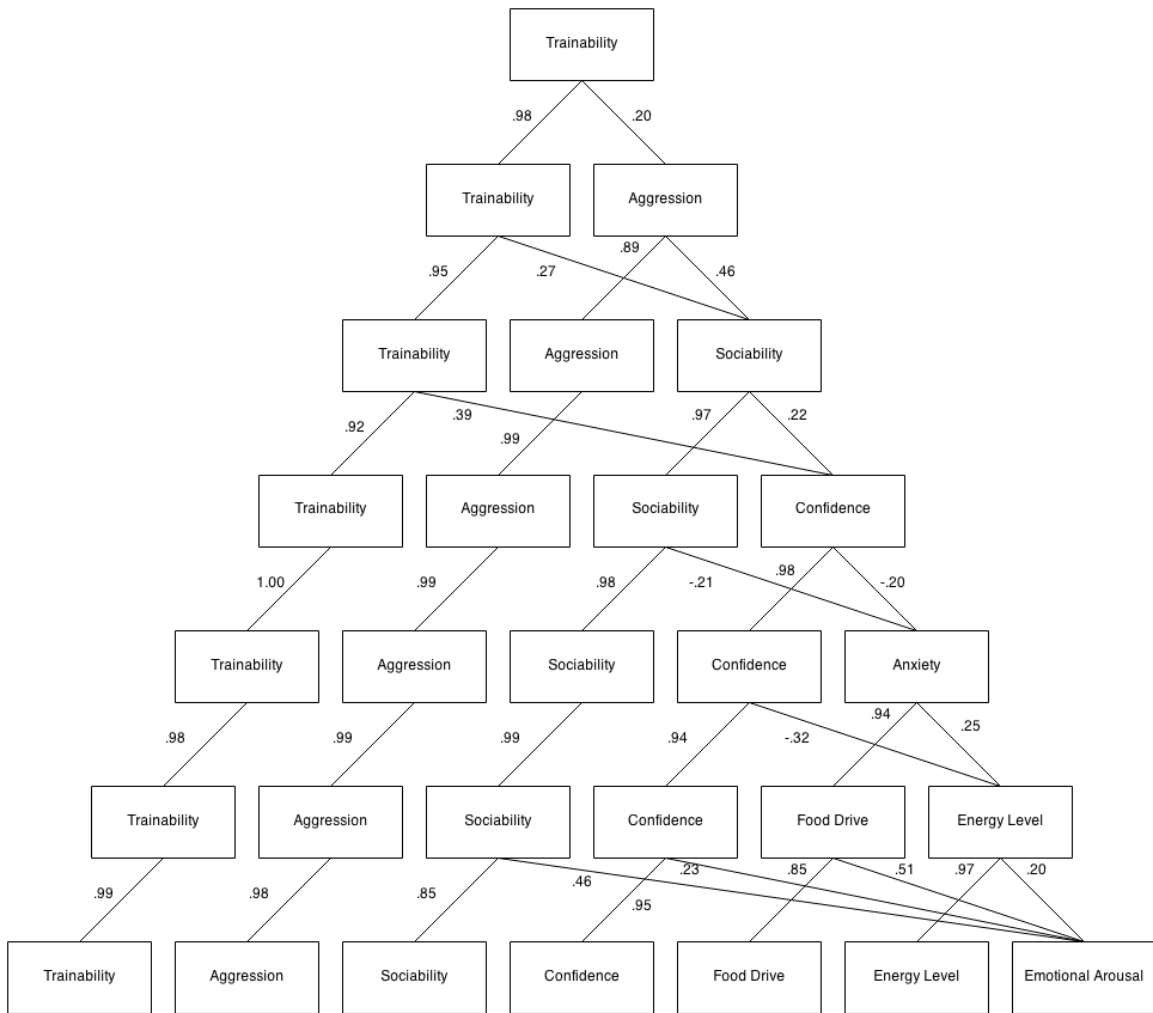 Trainability
.98 .20
Trainability Aggression
.95 .27 .89 .46
Trainability Aggression Sociability
.92 .39 .99 .97 .22
Trainability Aggression Sociability Confidence
1.00 .99 .98 -.21 .98 -.20
Trainability Aggression Sociability Confidence Anxiety
.98 .99 .99 .94 -.32 .94 .25
Trainability Aggression Sociability Confidence Food Drive Energy Level
.99 .98 .85 .46 .95 .23 .85 .51 .97 .20
Trainability Aggression Sociability Confidence Food Drive Energy Level Emotional Arousal